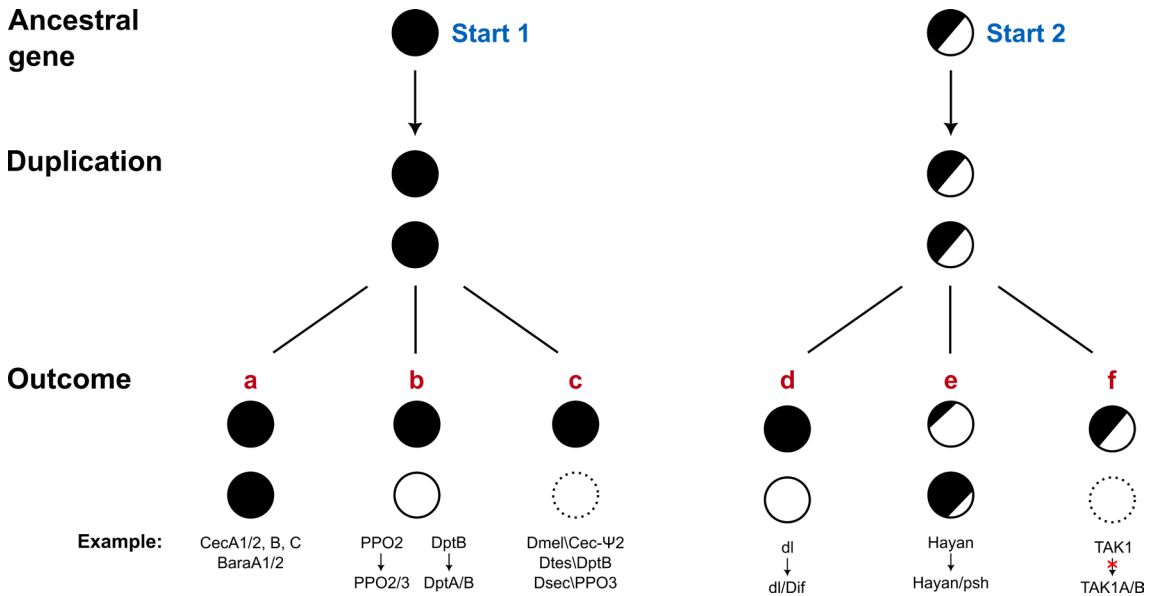 Ancestral
gene
Start 1
Start 2
Duplication
Outcome
a
b
c
d
e
f
Example:
CecA1/2, B, C
BaraA1/2
PPO2
PPO2/3
DptB
DptA/B
Dmel\Cec-Ψ2
Dtes\DptB
Dsec\PPO3
dl
dl/Dif
Hayan
Hayan/psh
TAK1
TAK1A/B